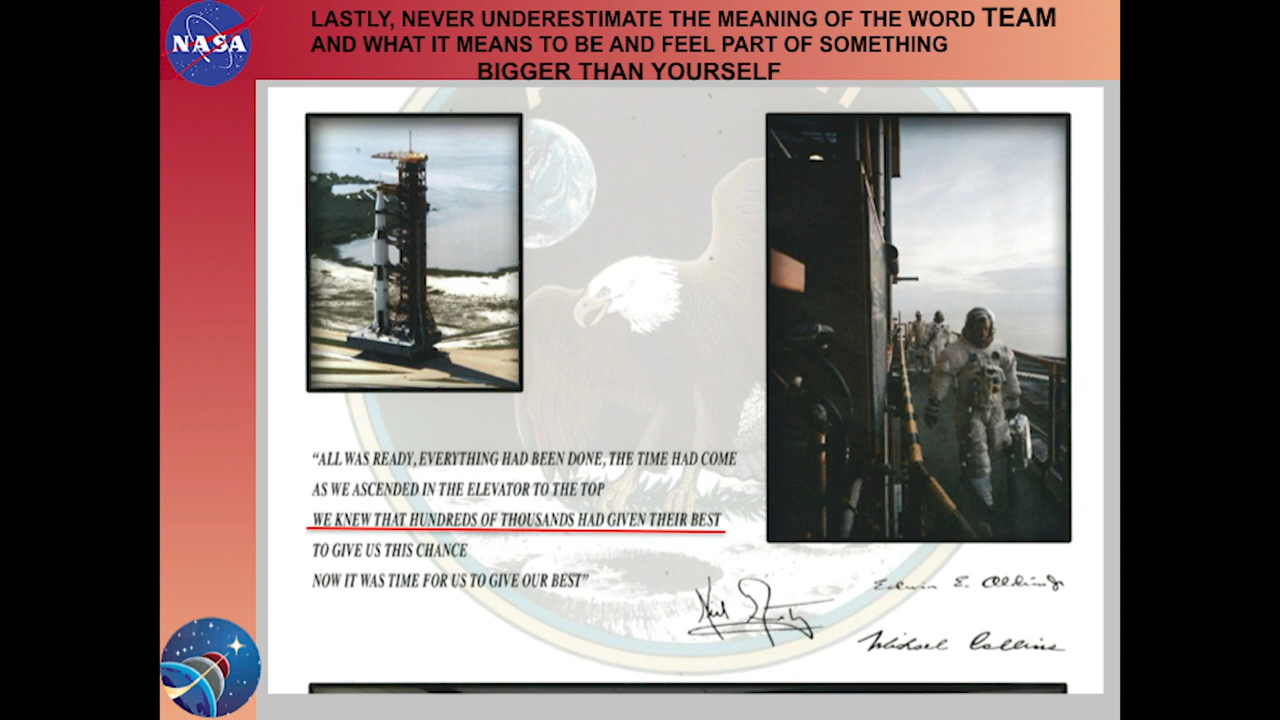 NASA
LASTLY, NEVER UNDERESTIMATE THE MEANING OF THE WORD TEAM
AND WHAT IT MEANS TO BE AND FEEL PART OF SOMETHING
BIGGER THAN YOURSELF
“ALL WAS READY, EVERYTHING HAD BEEN DONE, THE TIME HAD COME
AS WE ASCENDED IN THE ELEVATOR TO THE TOP
WE KNEW THAT HUNDREDS OF THOUSANDS HAD GIVEN THEIR BEST
TO GIVE US THIS CHANCE
NOW IT WAS TIME FOR US TO GIVE OUR BEST”
Neil
Edwin E. Aldrin Jr
Michael Collins